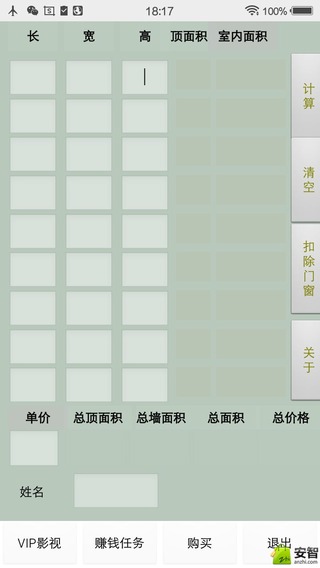 18:17 100%
长 宽 高 顶面积 室内面积
计算
清空
扣除门窗
关于
单价 总顶面积 总墙面积 总面积 总价格
姓名
VIP影视 赚钱任务 购买 退出
安智
anzhi.com